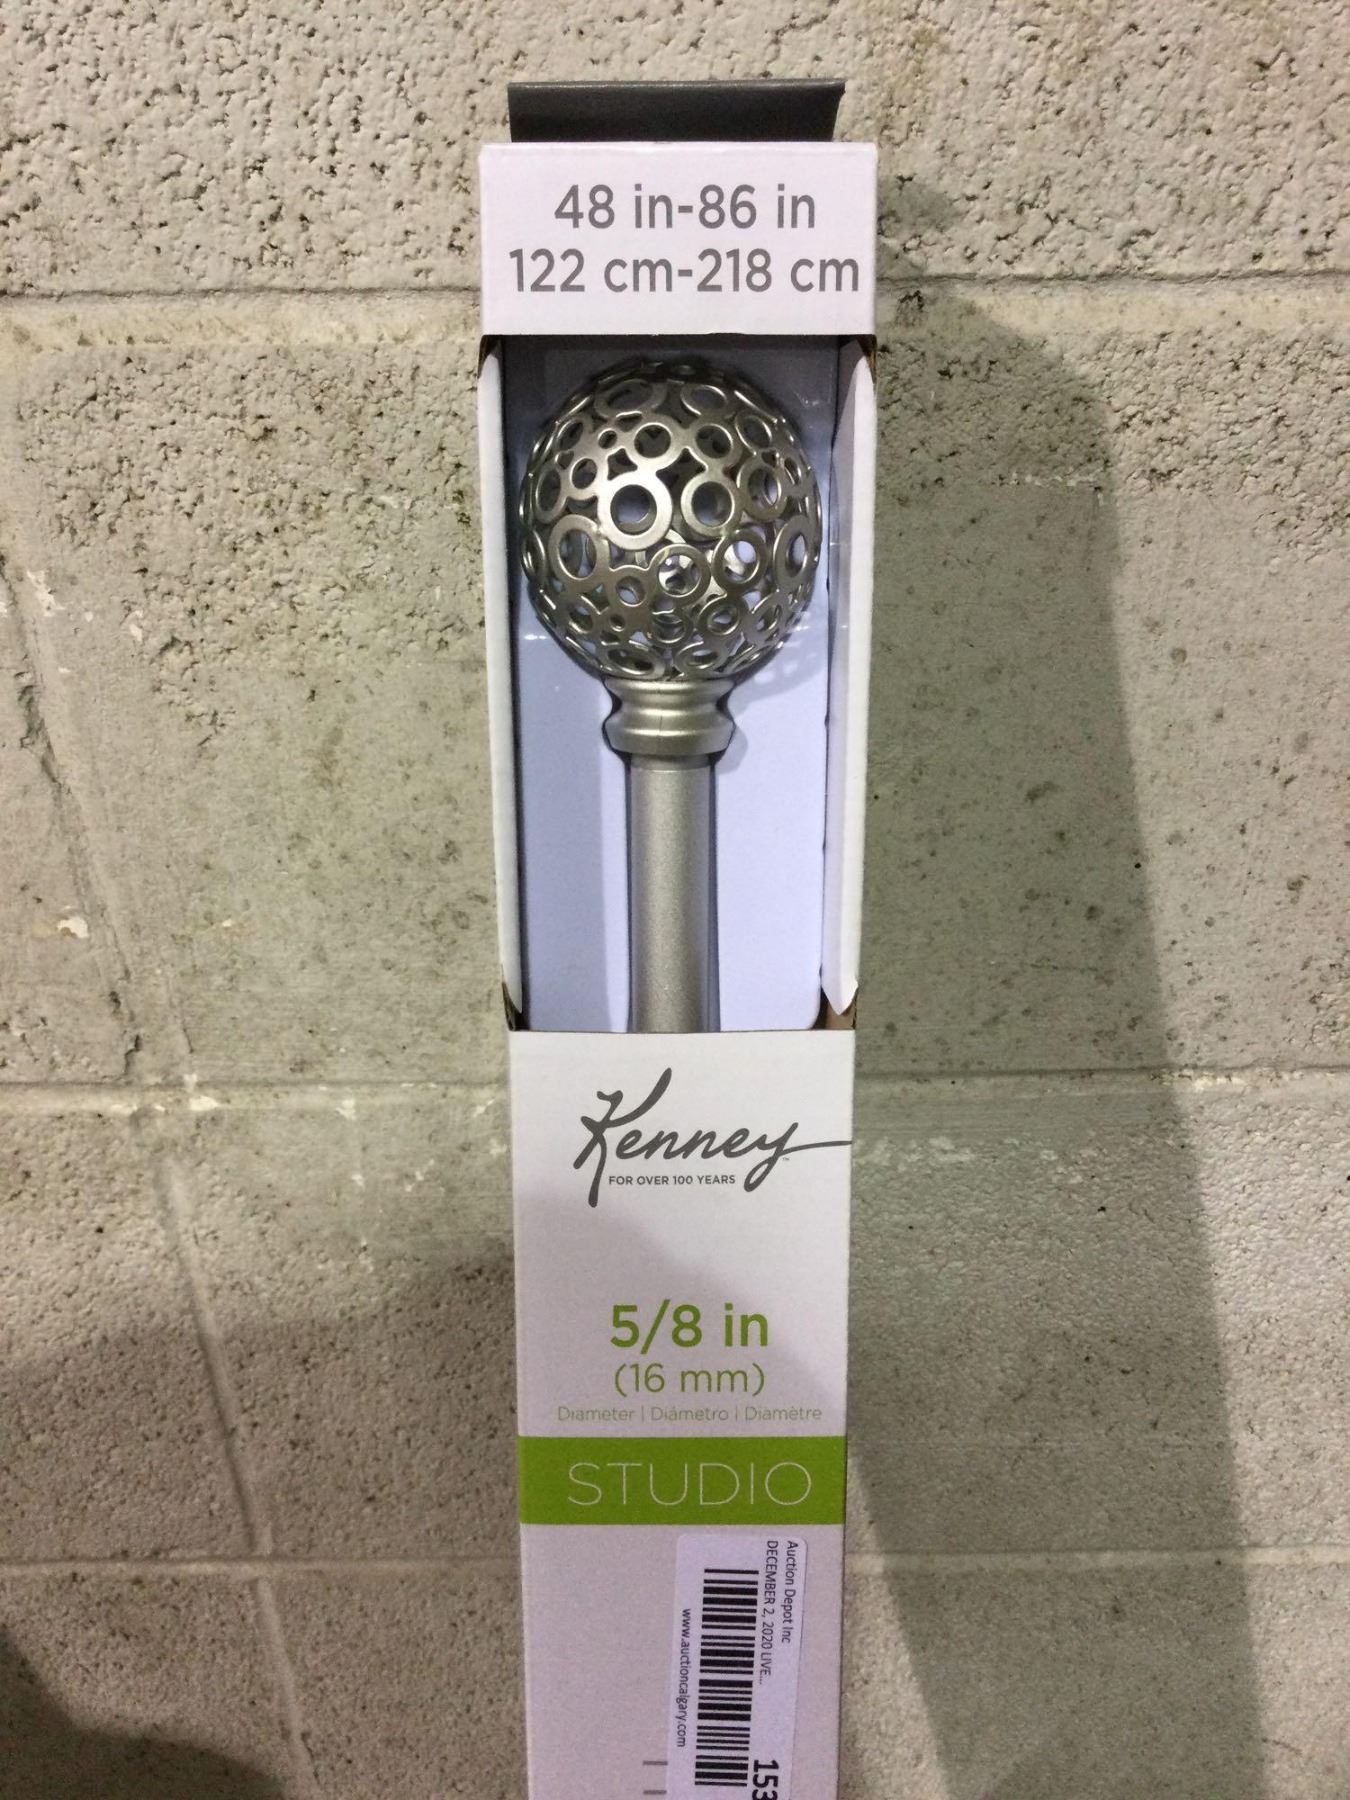 48 in-86 in
122 cm-218 cm
Kenney
FOR OVER 100 YEARS
5/8 in
(16 mm)
Diameter | Diámetro | Diamètre
STUDIO
Auction Depot Inc
DECEMBER 2, 2020 LIVE...
153
www.auctioncalgary.com